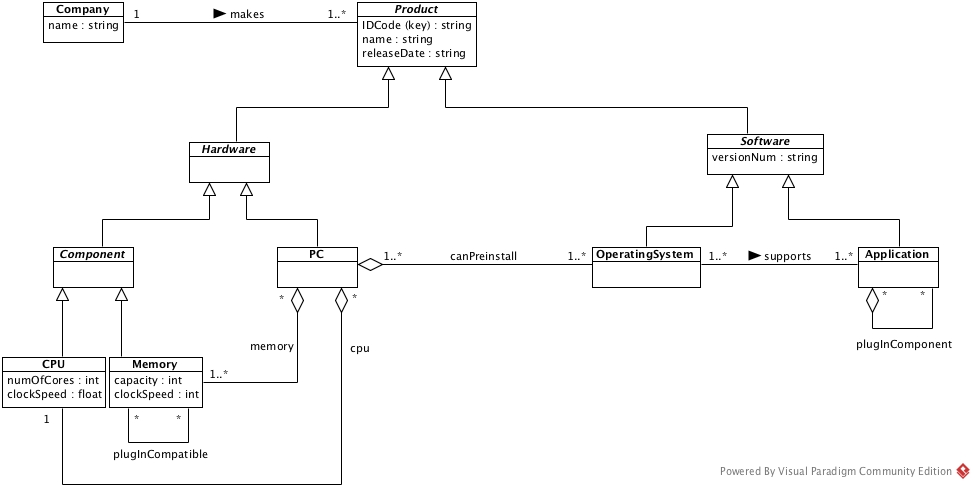 Company
name : string
1
makes
1..*
Product
IDCode (key) : string
name : string
releaseDate : string
Hardware
Software
versionNum : string
Component
PC
1..*
canPreinstall
1..*
OperatingSystem
1..*
supports
1..*
Application
*
*
*
*
plugInComponent
memory
cpu
CPU
numOfCores : int
clockSpeed : float
Memory
capacity : int
clockSpeed : int
1..*
1
*
*
plugInCompatible
Powered By Visual Paradigm Community Edition